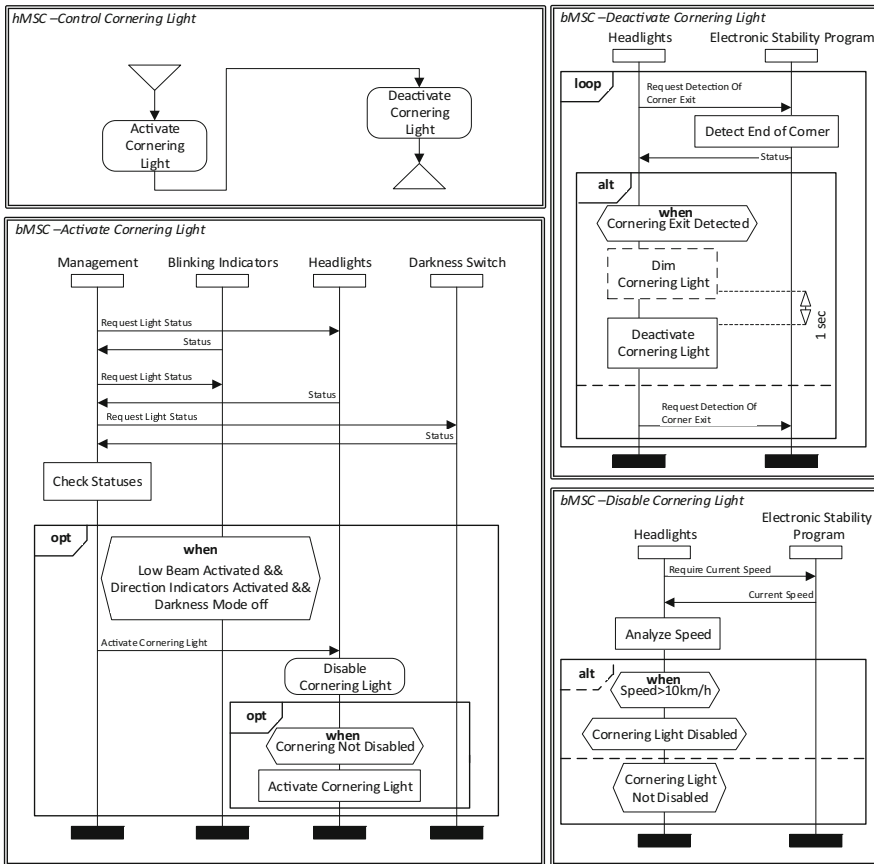 hMSC –Control Cornering Light
Activate
Cornering
Light
Deactivate
Cornering
Light
bMSC –Activate Cornering Light
Management
Blinking Indicators
Headlights
Darkness Switch
Request Light Status
Status
Request Light Status
Status
Request Light Status
Status
Check Statuses
opt
when
Low Beam Activated &&
Direction Indicators Activated &&
Darkness Mode off
Activate Cornering Light
Disable
Cornering Light
opt
when
Cornering Not Disabled
Activate Cornering Light
bMSC –Deactivate Cornering Light
Headlights
Electronic Stability Program
loop
Request Detection Of
Corner Exit
Detect End of Corner
Status
alt
when
Cornering Exit Detected
Dim
Cornering Light
1 sec
Deactivate
Cornering Light
Request Detection Of
Corner Exit
bMSC –Disable Cornering Light
Headlights
Electronic Stability
Program
Require Current Speed
Current Speed
Analyze Speed
alt
when
Speed>10km/h
Cornering Light Disabled
Cornering Light
Not Disabled